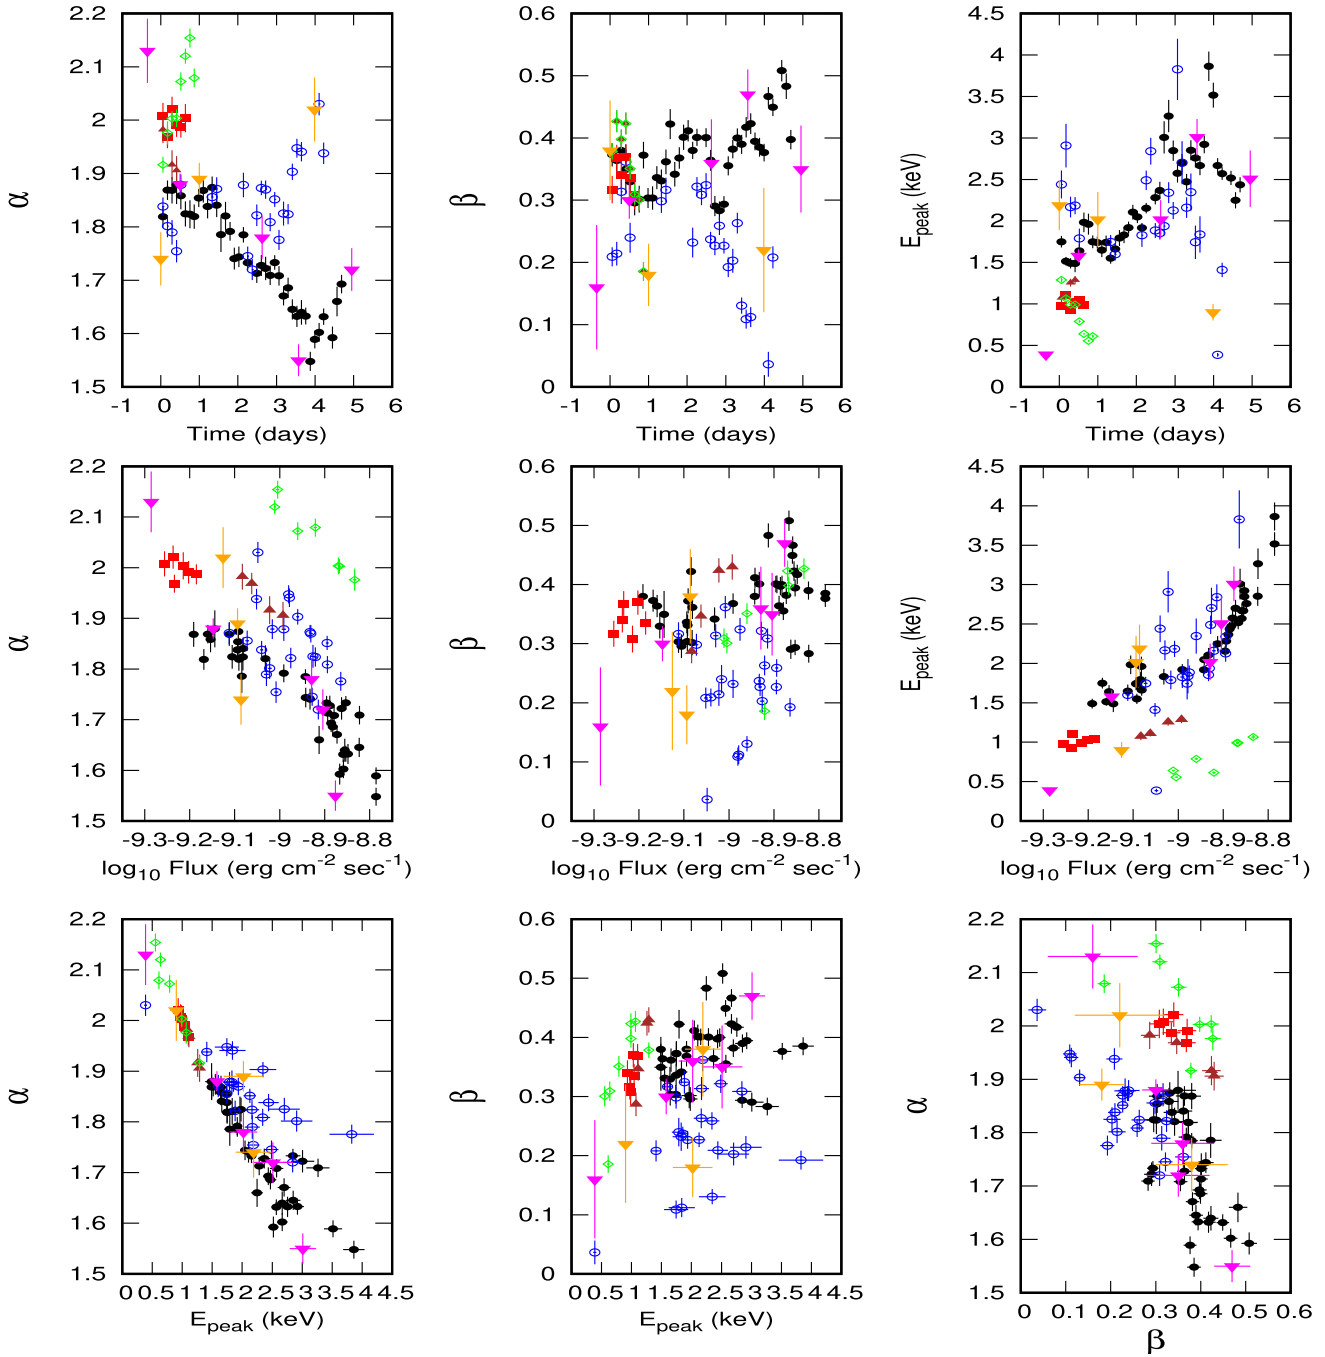 2.2 2.1 2 1.9 1.8 1.7 1.6 1.5
α
-1 0 1 2 3 4 5 6
Time (days)
0.6 0.5 0.4 0.3 0.2 0.1 0
β
-1 0 1 2 3 4 5 6
Time (days)
4.5 4 3.5 3 2.5 2 1.5 1 0.5 0
E_peak (keV)
-1 0 1 2 3 4 5 6
Time (days)
2.2 2.1 2 1.9 1.8 1.7 1.6 1.5
α
-9.3 -9.2 -9.1 -9 -8.9 -8.8
log₁₀ Flux (erg cm⁻² sec⁻¹)
0.6 0.5 0.4 0.3 0.2 0.1 0
β
-9.3 -9.2 -9.1 -9 -8.9 -8.8
log₁₀ Flux (erg cm⁻² sec⁻¹)
4.5 4 3.5 3 2.5 2 1.5 1 0.5 0
E_peak (keV)
-9.3 -9.2 -9.1 -9 -8.9 -8.8
log₁₀ Flux (erg cm⁻² sec⁻¹)
2.2 2.1 2 1.9 1.8 1.7 1.6 1.5
α
0 0.5 1 1.5 2 2.5 3 3.5 4 4.5
E_peak (keV)
0.6 0.5 0.4 0.3 0.2 0.1 0
β
0 0.5 1 1.5 2 2.5 3 3.5 4 4.5
E_peak (keV)
2.2 2.1 2 1.9 1.8 1.7 1.6 1.5
α
0 0.1 0.2 0.3 0.4 0.5 0.6
β